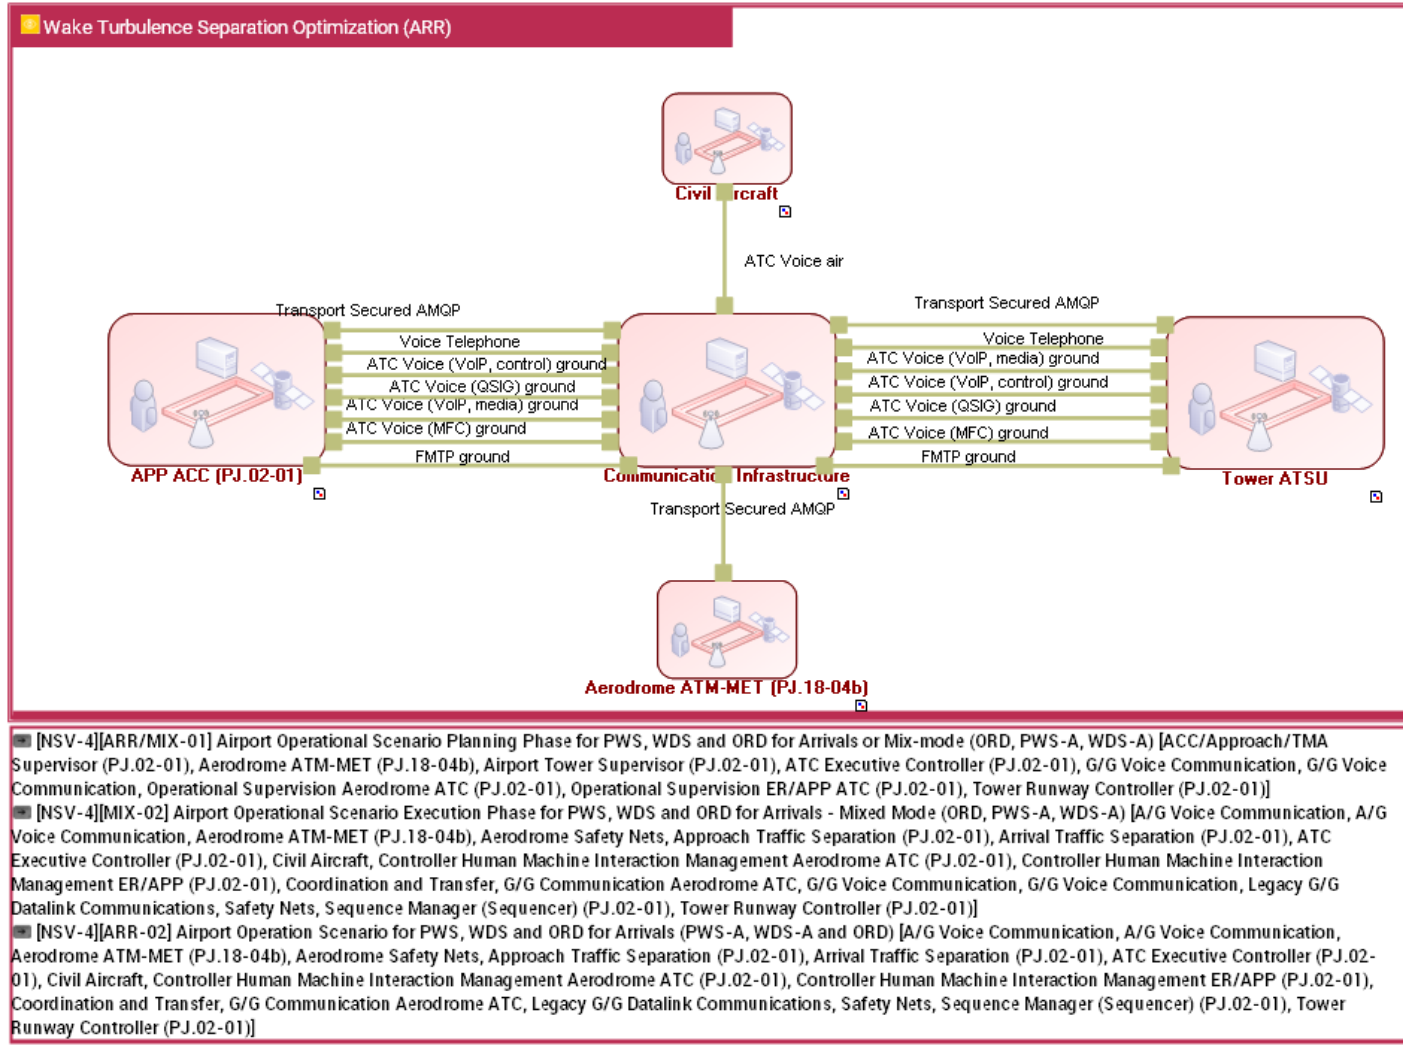 Wake Turbulence Separation Optimization (ARR)
Civil rcraft
ATC Voice air
Transport Secured AMQP
Transport Secured AMQP
Voice Telephone
Voice Telephone
ATC Voice (VoIP, control) ground
ATC Voice (VoIP, media) ground
ATC Voice (QSIG) ground
ATC Voice (VoIP, control) ground
ATC Voice (VoIP, media) ground
ATC Voice (QSIG) ground
ATC Voice (MFC) ground
ATC Voice (MFC) ground
FMTP ground
FMTP ground
APP ACC (PJ.02-01)
Communication Infrastructure
Tower ATSU
Transport Secured AMQP
Aerodrome ATM-MET (PJ.18-04b)
[NSV-4][ARR/MIX-01] Airport Operational Scenario Planning Phase for PWS, WDS and ORD for Arrivals or Mix-mode (ORD, PWS-A, WDS-A) [ACC/Approach/TMA
Supervisor (PJ.02-01), Aerodrome ATM-MET (PJ.18-04b), Airport Tower Supervisor (PJ.02-01), ATC Executive Controller (PJ.02-01), G/G Voice Communication, G/G Voice
Communication, Operational Supervision Aerodrome ATC (PJ.02-01), Operational Supervision ER/APP ATC (PJ.02-01), Tower Runway Controller (PJ.02-01)]
[NSV-4][MIX-02] Airport Operational Scenario Execution Phase for PWS, WDS and ORD for Arrivals - Mixed Mode (ORD, PWS-A, WDS-A) [A/G Voice Communication, A/G
Voice Communication, Aerodrome ATM-MET (PJ.18-04b), Aerodrome Safety Nets, Approach Traffic Separation (PJ.02-01), Arrival Traffic Separation (PJ.02-01), ATC
Executive Controller (PJ.02-01), Civil Aircraft, Controller Human Machine Interaction Management Aerodrome ATC (PJ.02-01), Controller Human Machine Interaction
Management ER/APP (PJ.02-01), Coordination and Transfer, G/G Communication Aerodrome ATC, G/G Voice Communication, G/G Voice Communication, Legacy G/G
Datalink Communications, Safety Nets, Sequence Manager (Sequencer) (PJ.02-01), Tower Runway Controller (PJ.02-01)]
[NSV-4][ARR-02] Airport Operation Scenario for PWS, WDS and ORD for Arrivals (PWS-A, WDS-A and ORD) [A/G Voice Communication, A/G Voice Communication,
Aerodrome ATM-MET (PJ.18-04b), Aerodrome Safety Nets, Approach Traffic Separation (PJ.02-01), Arrival Traffic Separation (PJ.02-01), ATC Executive Controller (PJ.02-
01), Civil Aircraft, Controller Human Machine Interaction Management Aerodrome ATC (PJ.02-01), Controller Human Machine Interaction Management ER/APP (PJ.02-01),
Coordination and Transfer, G/G Communication Aerodrome ATC, Legacy G/G Datalink Communications, Safety Nets, Sequence Manager (Sequencer) (PJ.02-01), Tower
Runway Controller (PJ.02-01)]